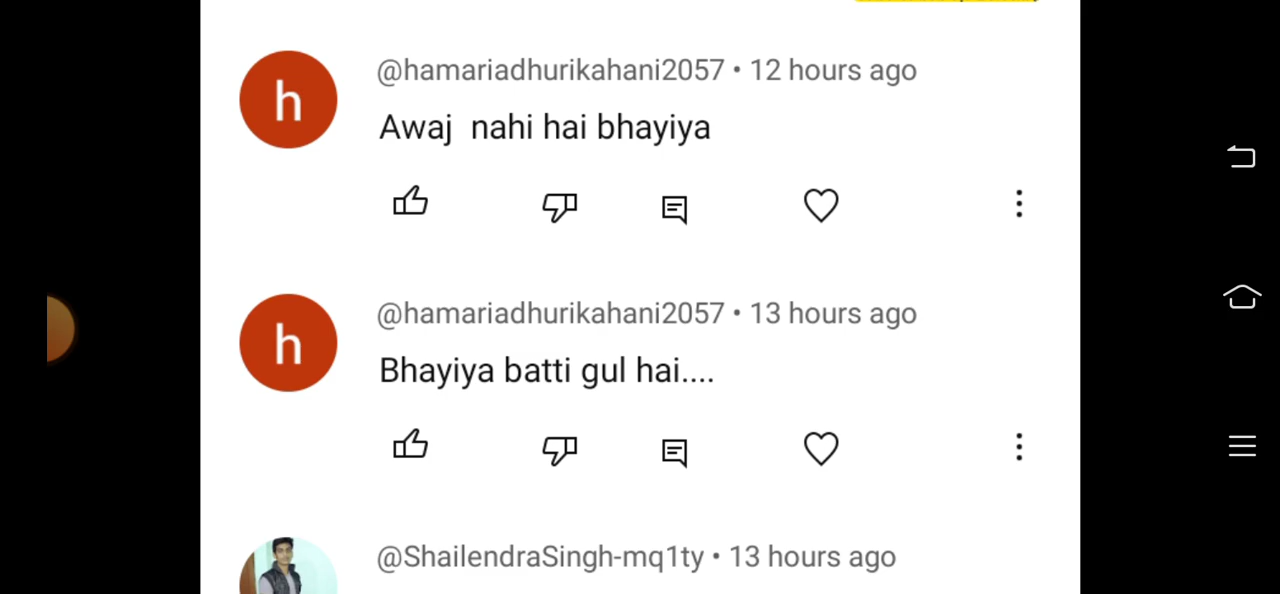 @hamariadhurikahani2057 • 12 hours ago
h
Awaj  nahi hai bhayiya
@hamariadhurikahani2057 • 13 hours ago
h
Bhayiya batti gul hai....
@ShailendraSingh-mq1ty • 13 hours ago